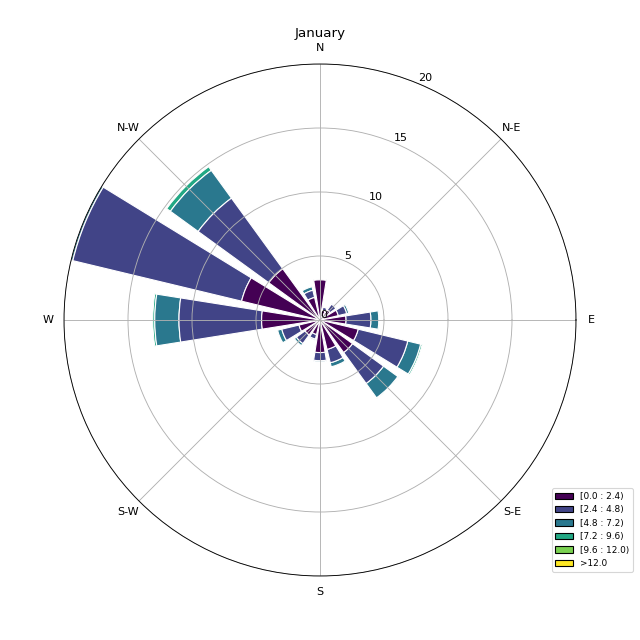 January
N
20
N-W
N-E
15
10
5
0
W
E
S-W
S-E
S
[0.0 : 2.4)
[2.4 : 4.8)
[4.8 : 7.2)
[7.2 : 9.6)
[9.6 : 12.0)
>12.0